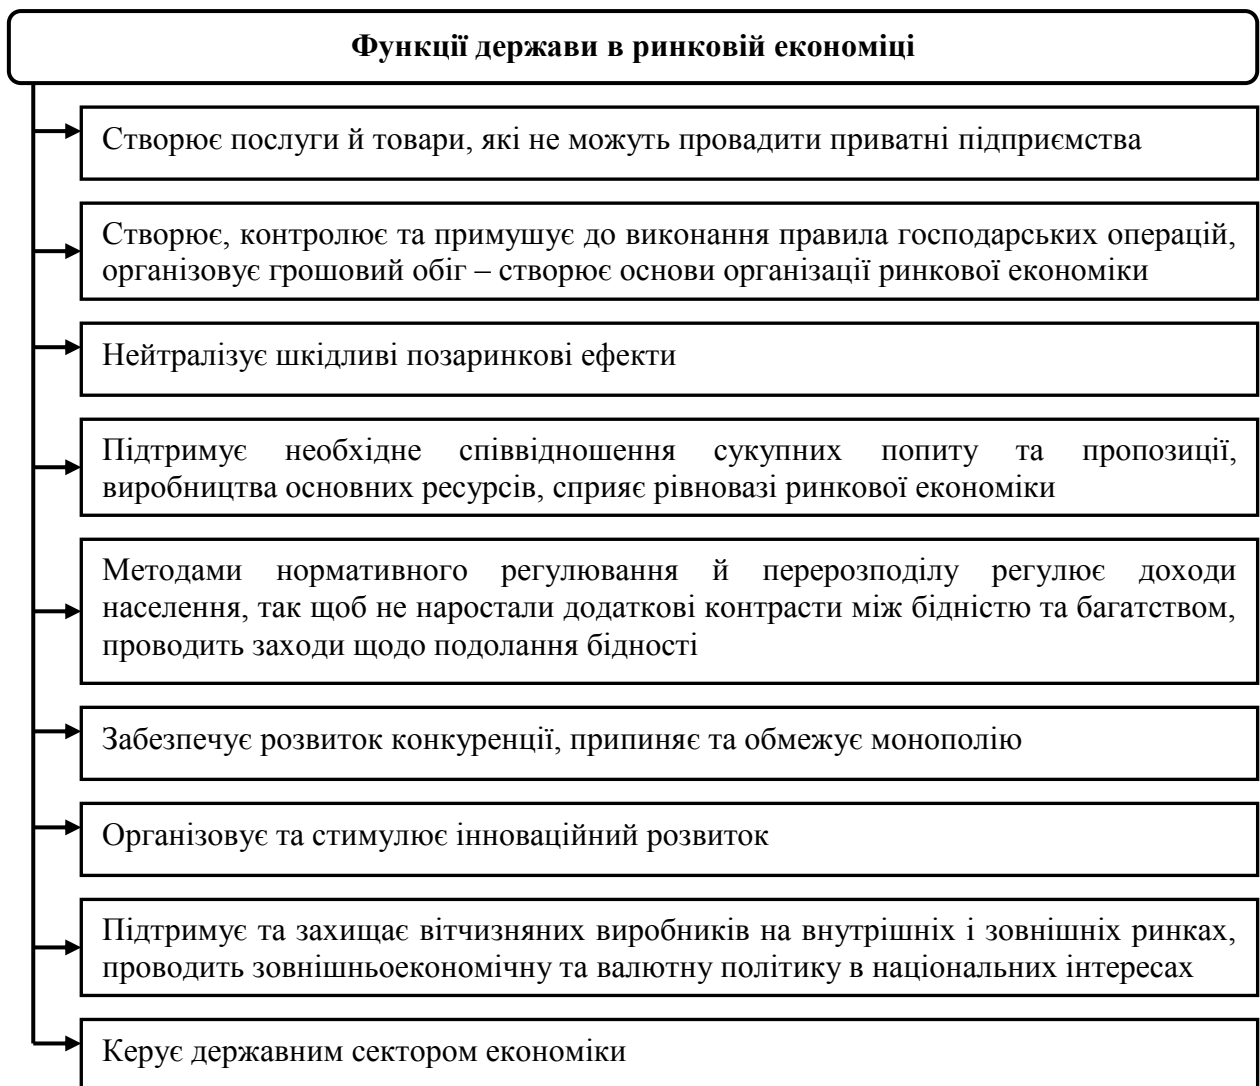 Функції держави в ринковій економіці
Створює послуги й товари, які не можуть провадити приватні підприємства
Створює, контролює та примушує до виконання правила господарських операцій,
організовує грошовий обіг – створює основи організації ринкової економіки
Нейтралізує шкідливі позаринкові ефекти
Підтримує необхідне співвідношення сукупних попиту та пропозиції,
виробництва основних ресурсів, сприяє рівновазі ринкової економіки
Методами нормативного регулювання й перерозподілу регулює доходи
населення, так щоб не наростали додаткові контрасти між бідністю та багатством,
проводить заходи щодо подолання бідності
Забезпечує розвиток конкуренції, припиняє та обмежує монополію
Організовує та стимулює інноваційний розвиток
Підтримує та захищає вітчизняних виробників на внутрішніх і зовнішніх ринках,
проводить зовнішньоекономічну та валютну політику в національних інтересах
Керує державним сектором економіки